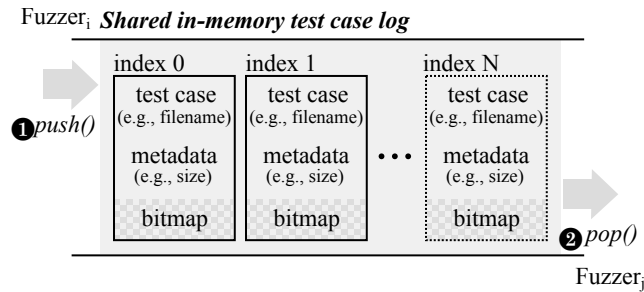 Fuzzer_i Shared in-memory test case log
index 0 index 1 index N
test case test case test case
(e.g., filename) (e.g., filename) (e.g., filename)
❶push()
metadata metadata ••• metadata
(e.g., size) (e.g., size) (e.g., size)
bitmap bitmap bitmap
❷pop()
Fuzzer_j